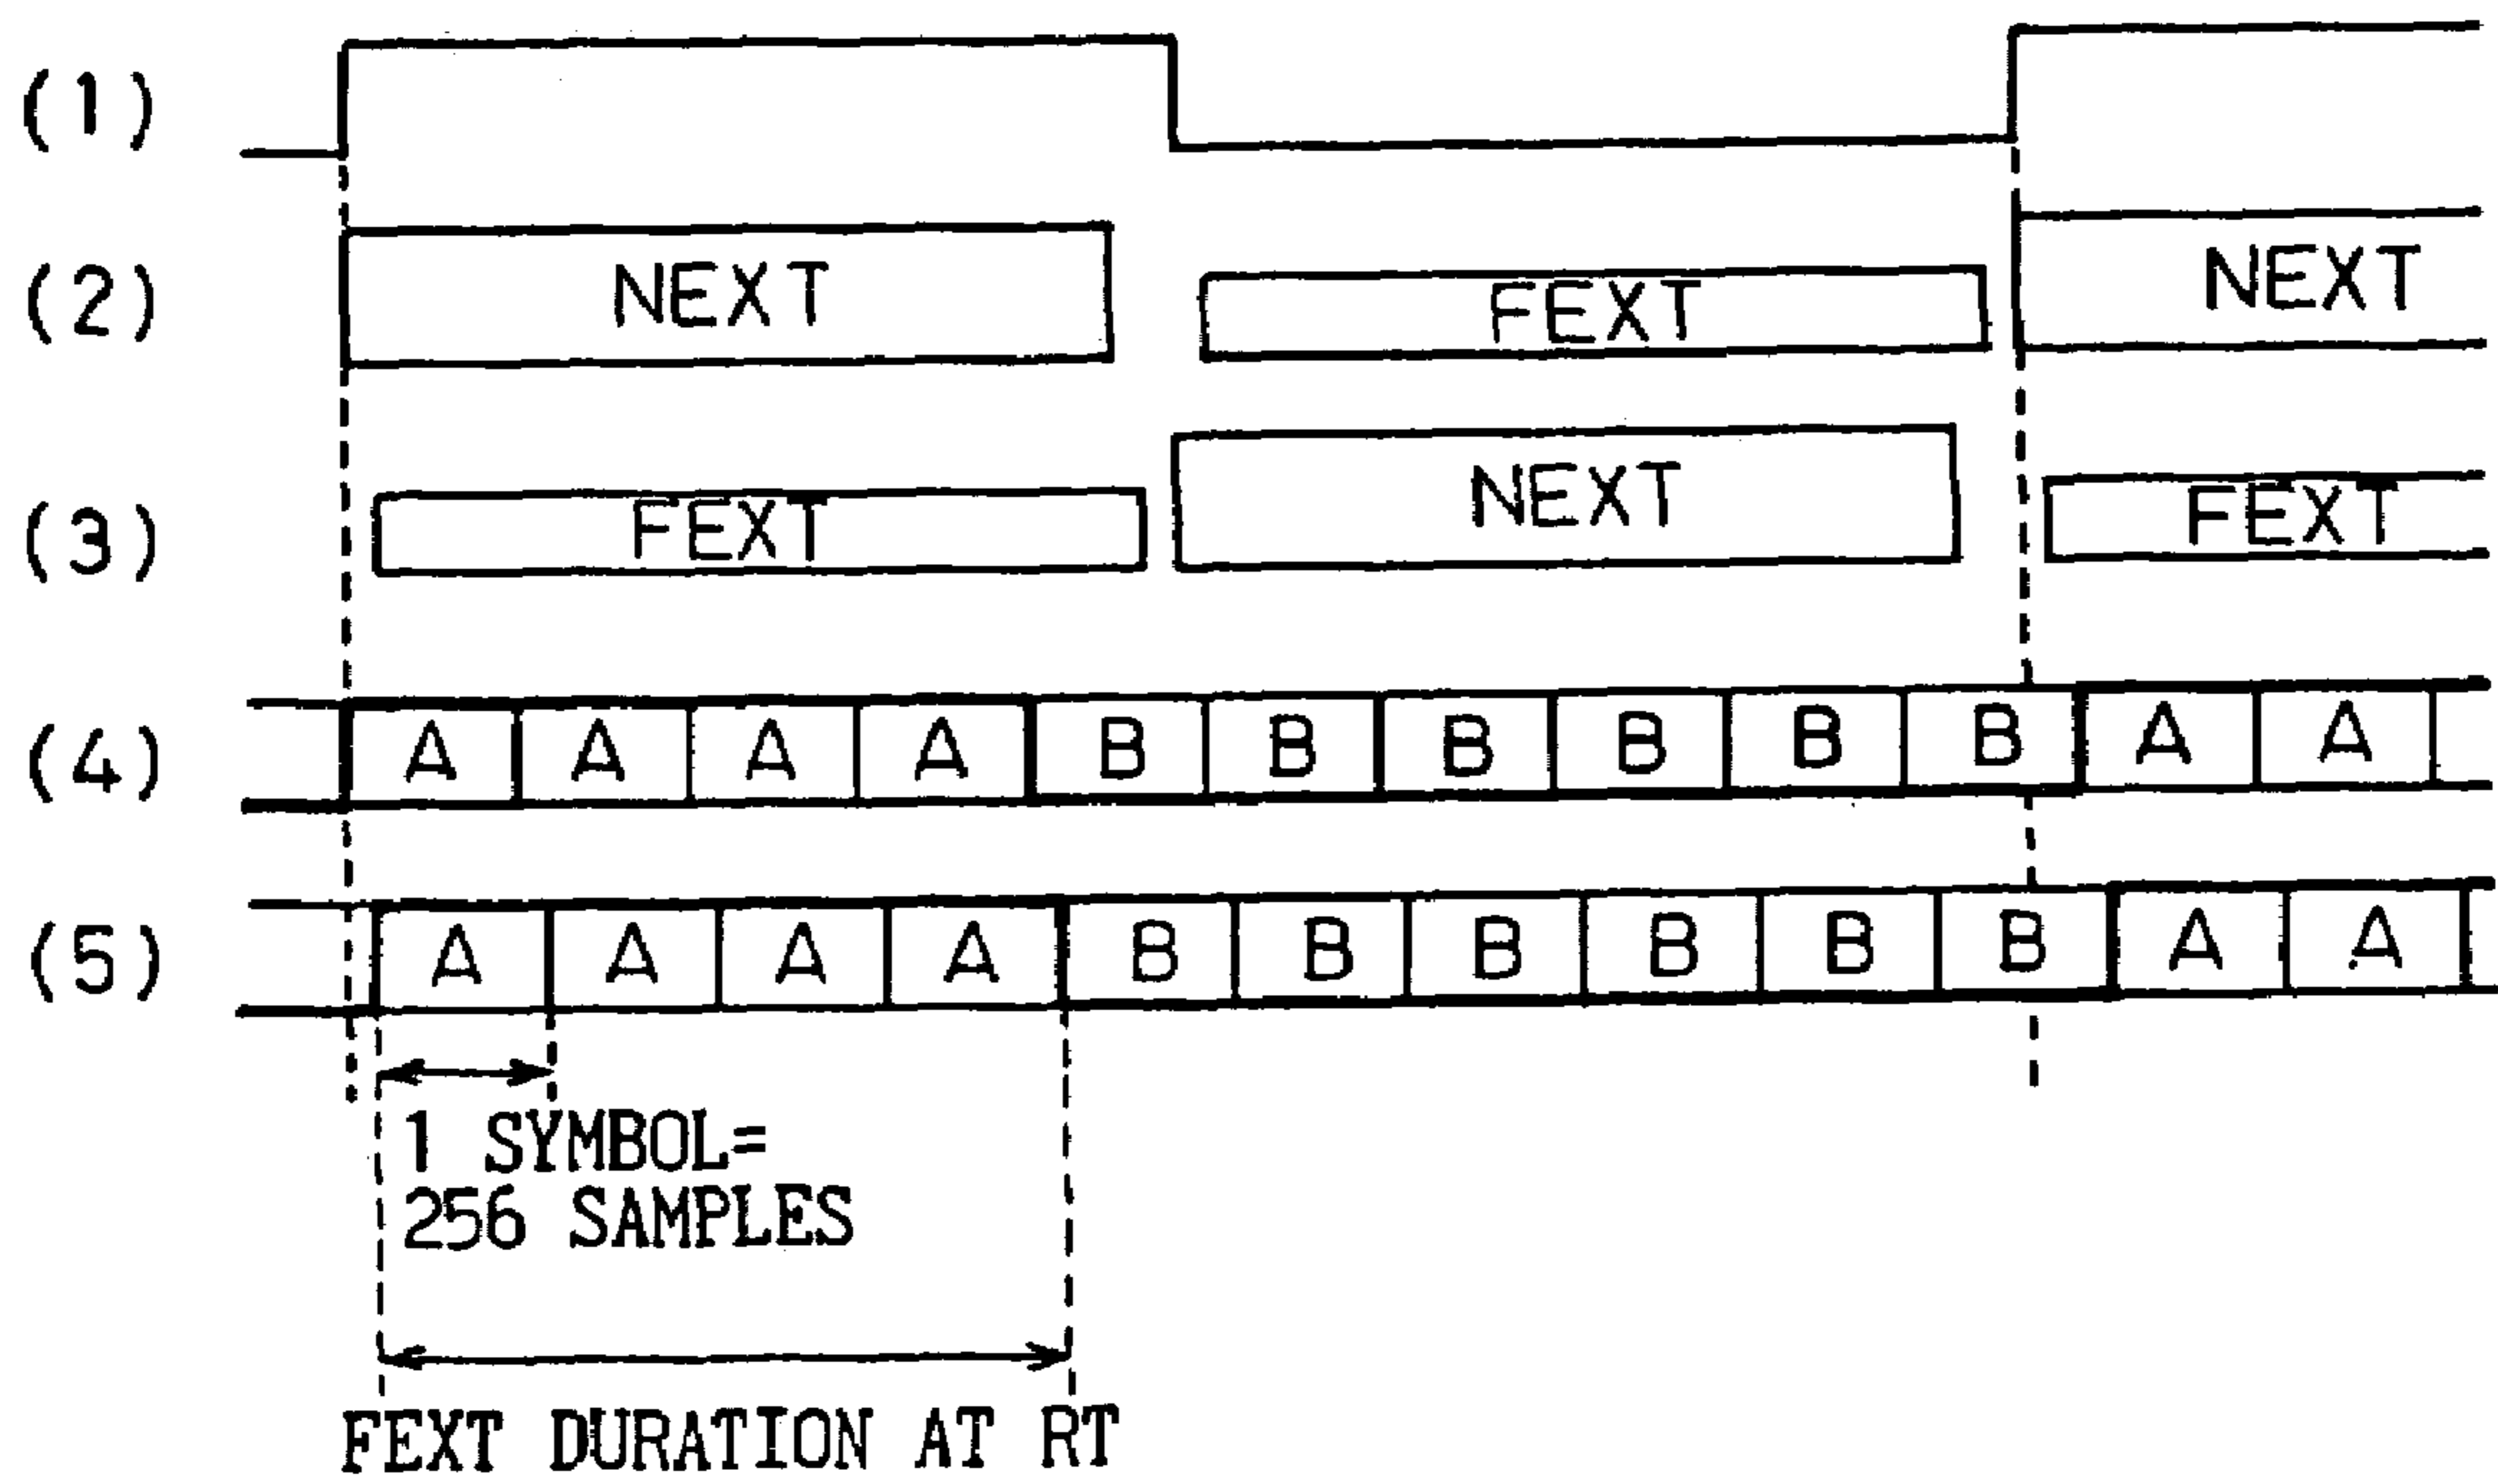 (1)
(2) NEXT FEXT NEXT
(3) FEXT NEXT FEXT
(4) A A A A B B B B B B A A
(5) A A A A B B B B B B A A
1 SYMBOL=
256 SAMPLES
FEXT DURATION AT RT